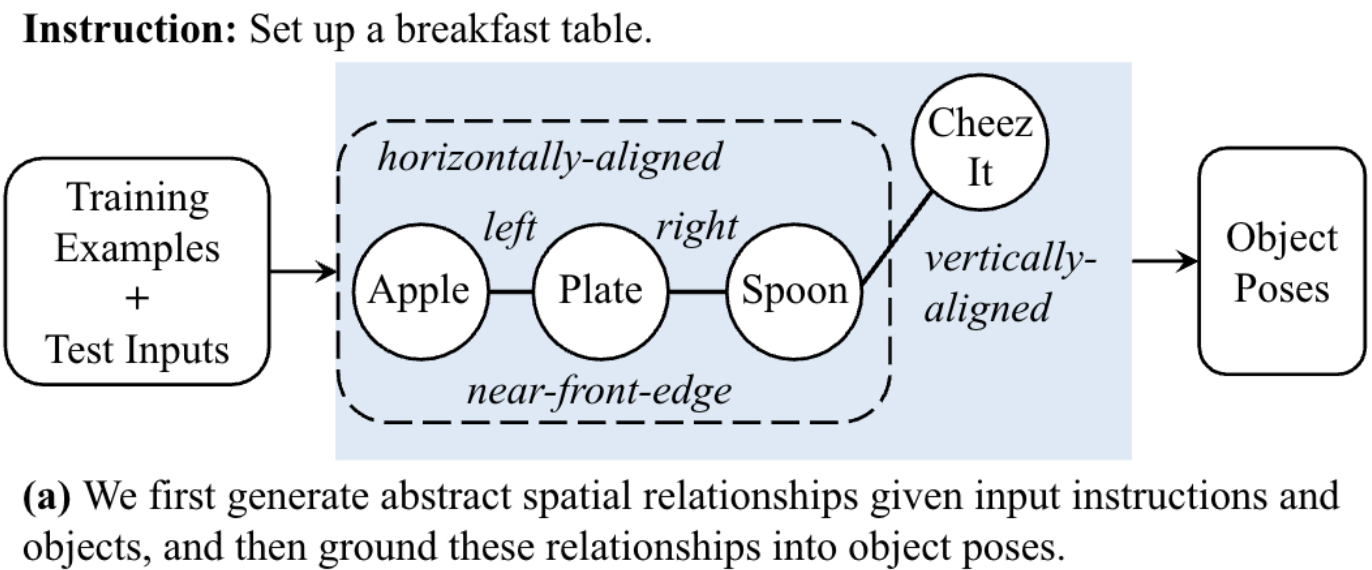 Instruction: Set up a breakfast table.
Training
Examples
+
Test Inputs
horizontally-aligned
left
right
Apple
Plate
Spoon
near-front-edge
Cheez
It
vertically-
aligned
Object
Poses
(a) We first generate abstract spatial relationships given input instructions and
objects, and then ground these relationships into object poses.